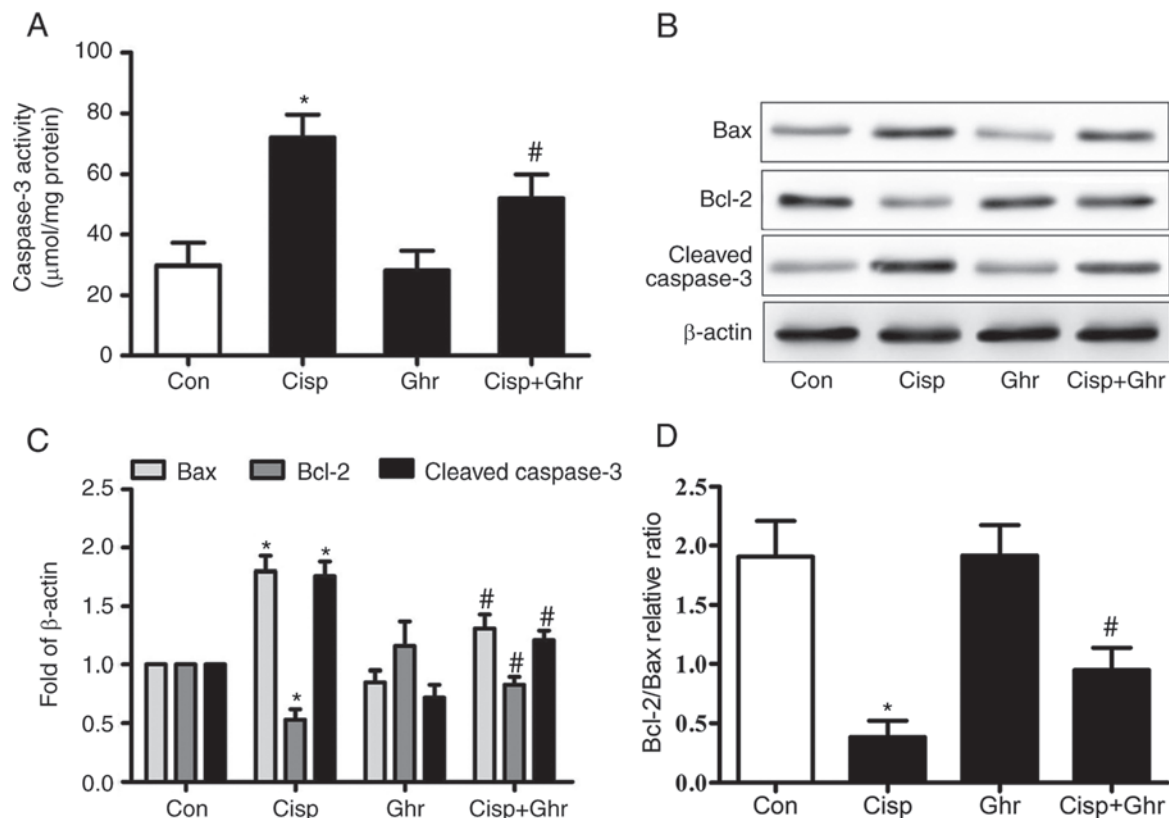 A
Caspase-3 activity
(μmol/mg protein)
100
80
60
40
20
0
*
#
Con Cisp Ghr Cisp+Ghr
B
Bax
Bcl-2
Cleaved
caspase-3
β-actin
Con Cisp Ghr Cisp+Ghr
C
Bax Bcl-2 Cleaved caspase-3
Fold of β-actin
2.5
2.0
1.5
1.0
0.5
0.0
* * *
# # #
Con Cisp Ghr Cisp+Ghr
D
Bcl-2/Bax relative ratio
2.5
2.0
1.5
1.0
0.5
0.0
*
#
Con Cisp Ghr Cisp+Ghr